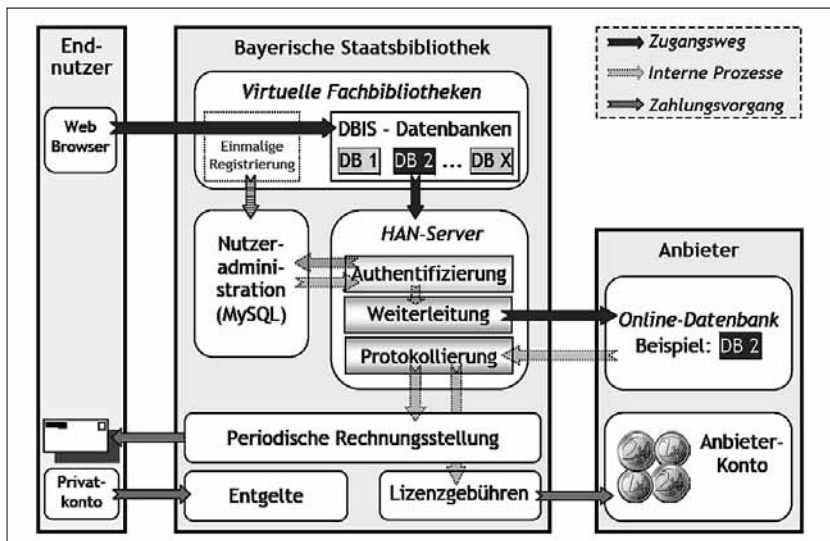 End-
nutzer
Web
Browser
Privat-
konto
Bayerische Staatsbibliothek
Virtuelle Fachbibliotheken
Einmalige
Registrierung
DBIS - Datenbanken
DB 1 DB 2 ... DB X
Nutzer-
admini-
stration
(MySQL)
HAN-Server
Authentifizierung
Weiterleitung
Protokollierung
Periodische Rechnungsstellung
Entgelte
Lizenzgebühren
Zugangsweg
Interne Prozesse
Zahlungsvorgang
Anbieter
Online-Datenbank
Beispiel: DB 2
Anbieter-
Konto